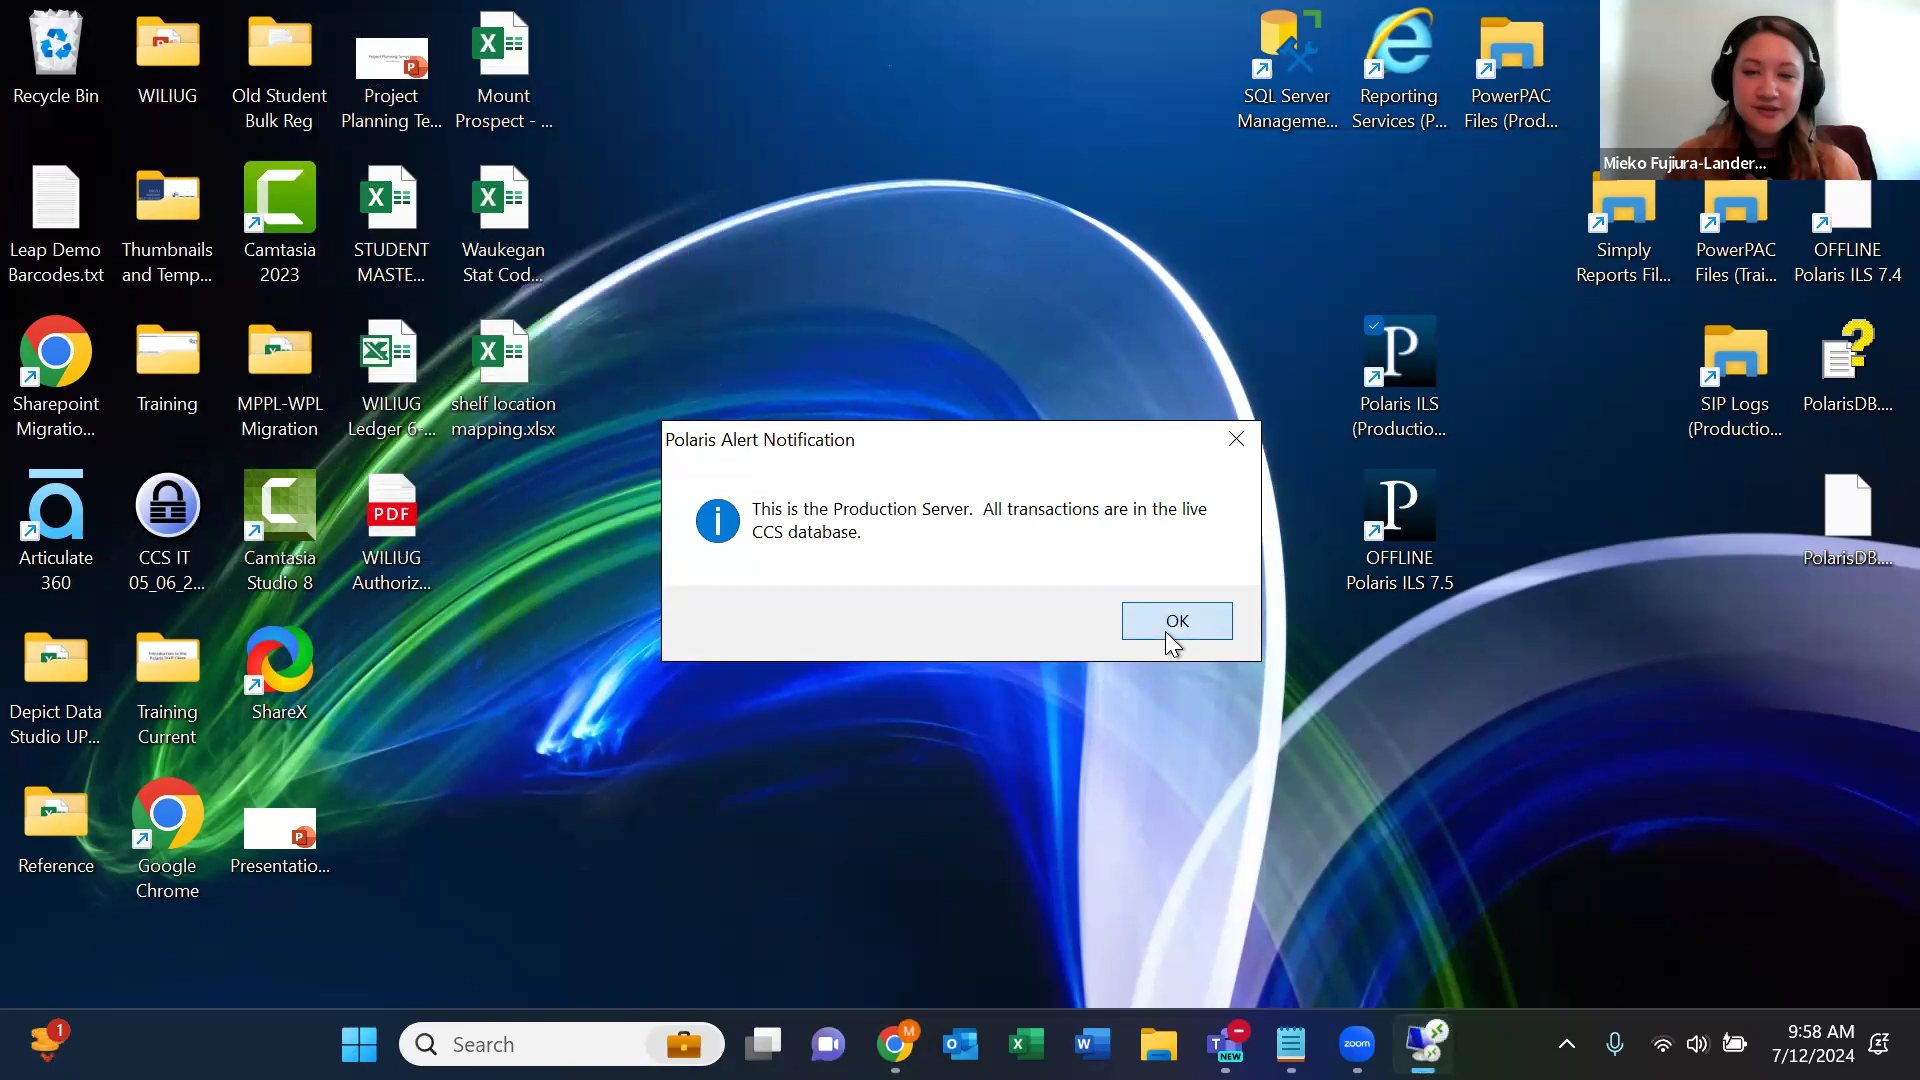 Recycle Bin
WILIUG
Old Student
Bulk Reg
Project
Planning Te...
Mount
Prospect - ...
SQL Server
Manageme...
Reporting
Services (P...
PowerPAC
Files (Prod...
Mieko Fujiura-Lander...
Leap Demo
Barcodes.txt
Thumbnails
and Temp...
Camtasia
2023
STUDENT
MASTE...
Waukegan
Stat Cod...
Simply
Reports Fil...
PowerPAC
Files (Trai...
OFFLINE
Polaris ILS 7.4
Sharepoint
Migratio...
Training
MPPL-WPL
Migration
WILIUG
Ledger 6-...
shelf location
mapping.xlsx
P
Polaris ILS
(Productio...
SIP Logs
(Productio...
PolarisDB....
Polaris Alert Notification
This is the Production Server. All transactions are in the live
CCS database.
OK
Articulate
360
CCS IT
05_06_2...
Camtasia
Studio 8
PDF
WILIUG
Authoriz...
P
OFFLINE
Polaris ILS 7.5
PolarisDB....
Depict Data
Studio UP...
Training
Current
ShareX
Reference
Google
Chrome
Presentatio...
1
Search
M
NEW
zoom
9:58 AM
7/12/2024